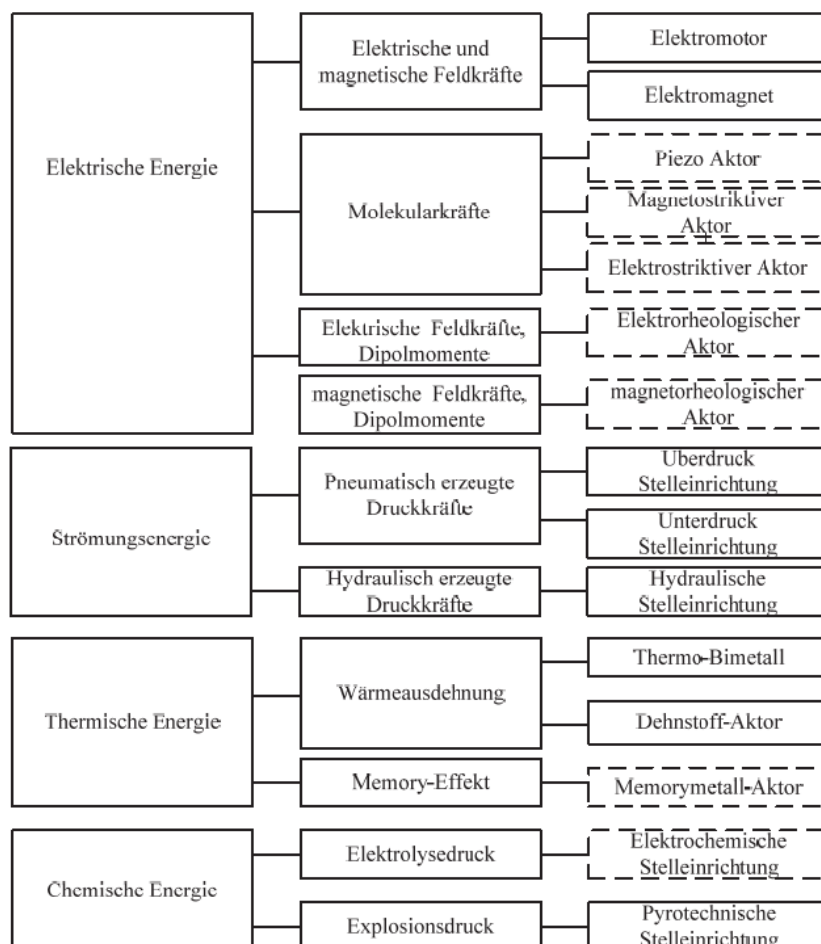 Elektrische Energie
Elektrische und
magnetische Feldkräfte
Elektromotor
Elektromagnet
Molekularkräfte
Piezo Aktor
Magnetostriktiver
Aktor
Elektrostriktiver Aktor
Elektrische Feldkräfte,
Dipolmomente
Elektrorheologischer
Aktor
magnetische Feldkräfte,
Dipolmomente
magnetorheologischer
Aktor
Strömungsenergie
Pneumatisch erzeugte
Druckkräfte
Überdruck
Stelleinrichtung
Unterdruck
Stelleinrichtung
Hydraulisch erzeugte
Druckkräfte
Hydraulische
Stelleinrichtung
Thermische Energie
Wärmeausdehnung
Thermo-Bimetall
Dehnstoff-Aktor
Memory-Effekt
Memorymetall-Aktor
Chemische Energie
Elektrolysedruck
Elektrochemische
Stelleinrichtung
Explosionsdruck
Pyrotechnische
Stelleinrichtung